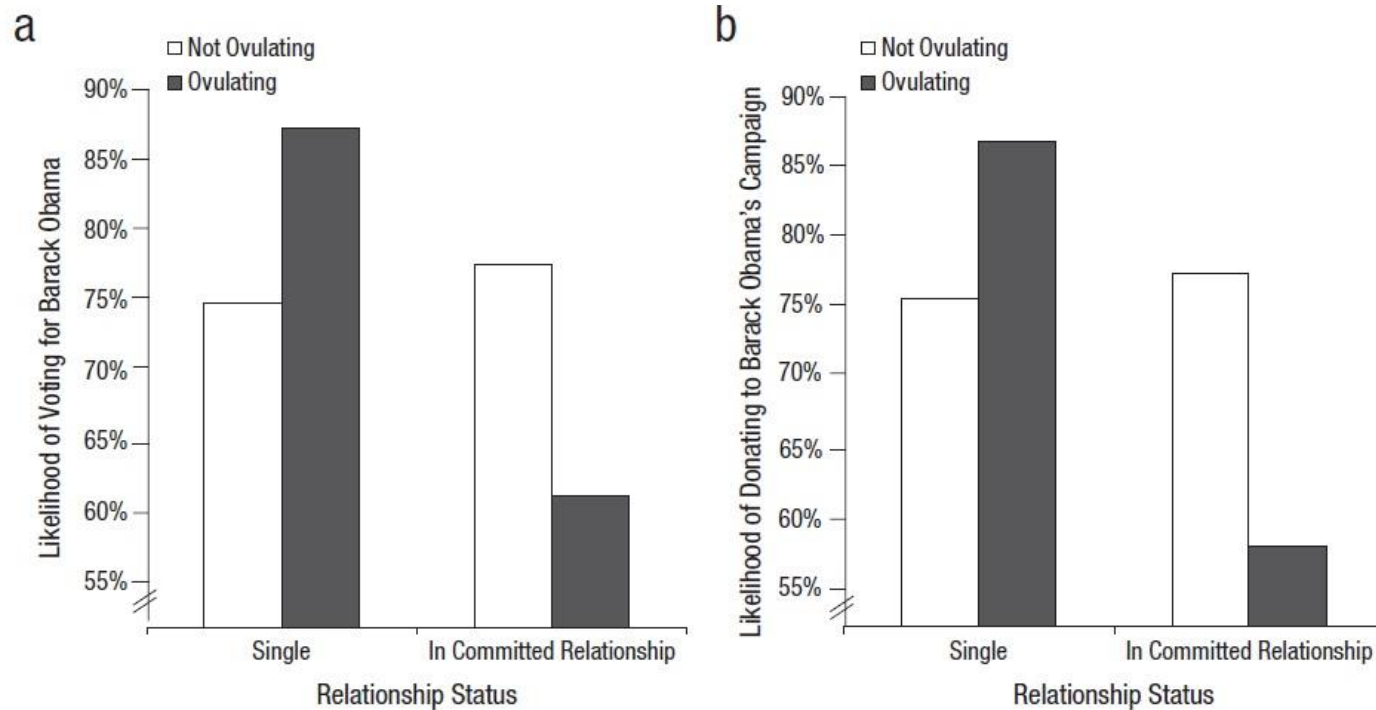 a
Not Ovulating
Ovulating
Likelihood of Voting for Barack Obama
90%
85%
80%
75%
70%
65%
60%
55%
Single
In Committed Relationship
Relationship Status
b
Not Ovulating
Ovulating
Likelihood of Donating to Barack Obama's Campaign
90%
85%
80%
75%
70%
65%
60%
55%
Single
In Committed Relationship
Relationship Status